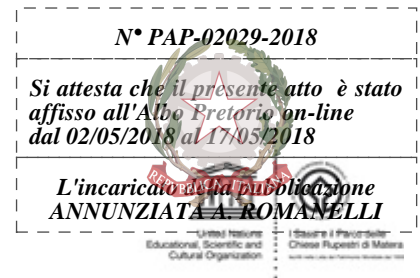 N° PAP-02029-2018
Si attesta che il presente atto è stato
affisso all'Albo Pretorio on-line
dal 02/05/2018 al 17/05/2018
L'incaricato della pubblicazione
ANNUNZIATA A. ROMANELLI
REPUBBLICA ITALIANA
United Nations
Educational, Scientific and
Cultural Organization
I Sassi e il Parco delle
Chiese Rupestri di Matera